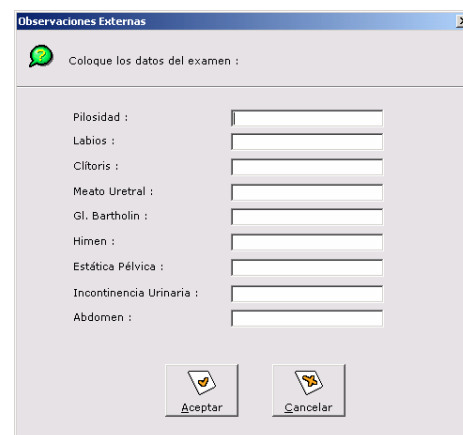 Observaciones Externas
Coloque los datos del examen :
Pilosidad :
Labios :
Clítoris :
Meato Uretral :
Gl. Bartholin :
Himen :
Estática Pélvica :
Incontinencia Urinaria :
Abdomen :
Aceptar
Cancelar